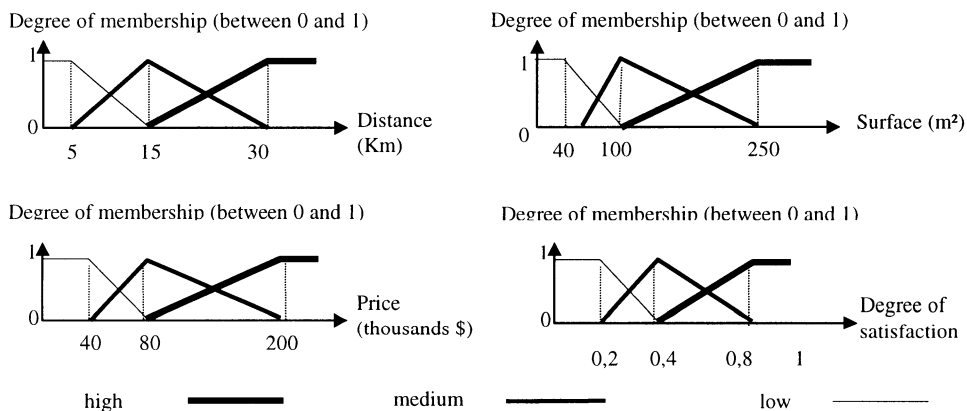 Degree of membership (between 0 and 1)
1
0
5 15 30
Distance
(Km)
Degree of membership (between 0 and 1)
1
0
40 100 250
Surface (m²)
Degree of membership (between 0 and 1)
1
0
40 80 200
Price
(thousands $)
Degree of membership (between 0 and 1)
1
0
0,2 0,4 0,8 1
Degree of
satisfaction
high medium low